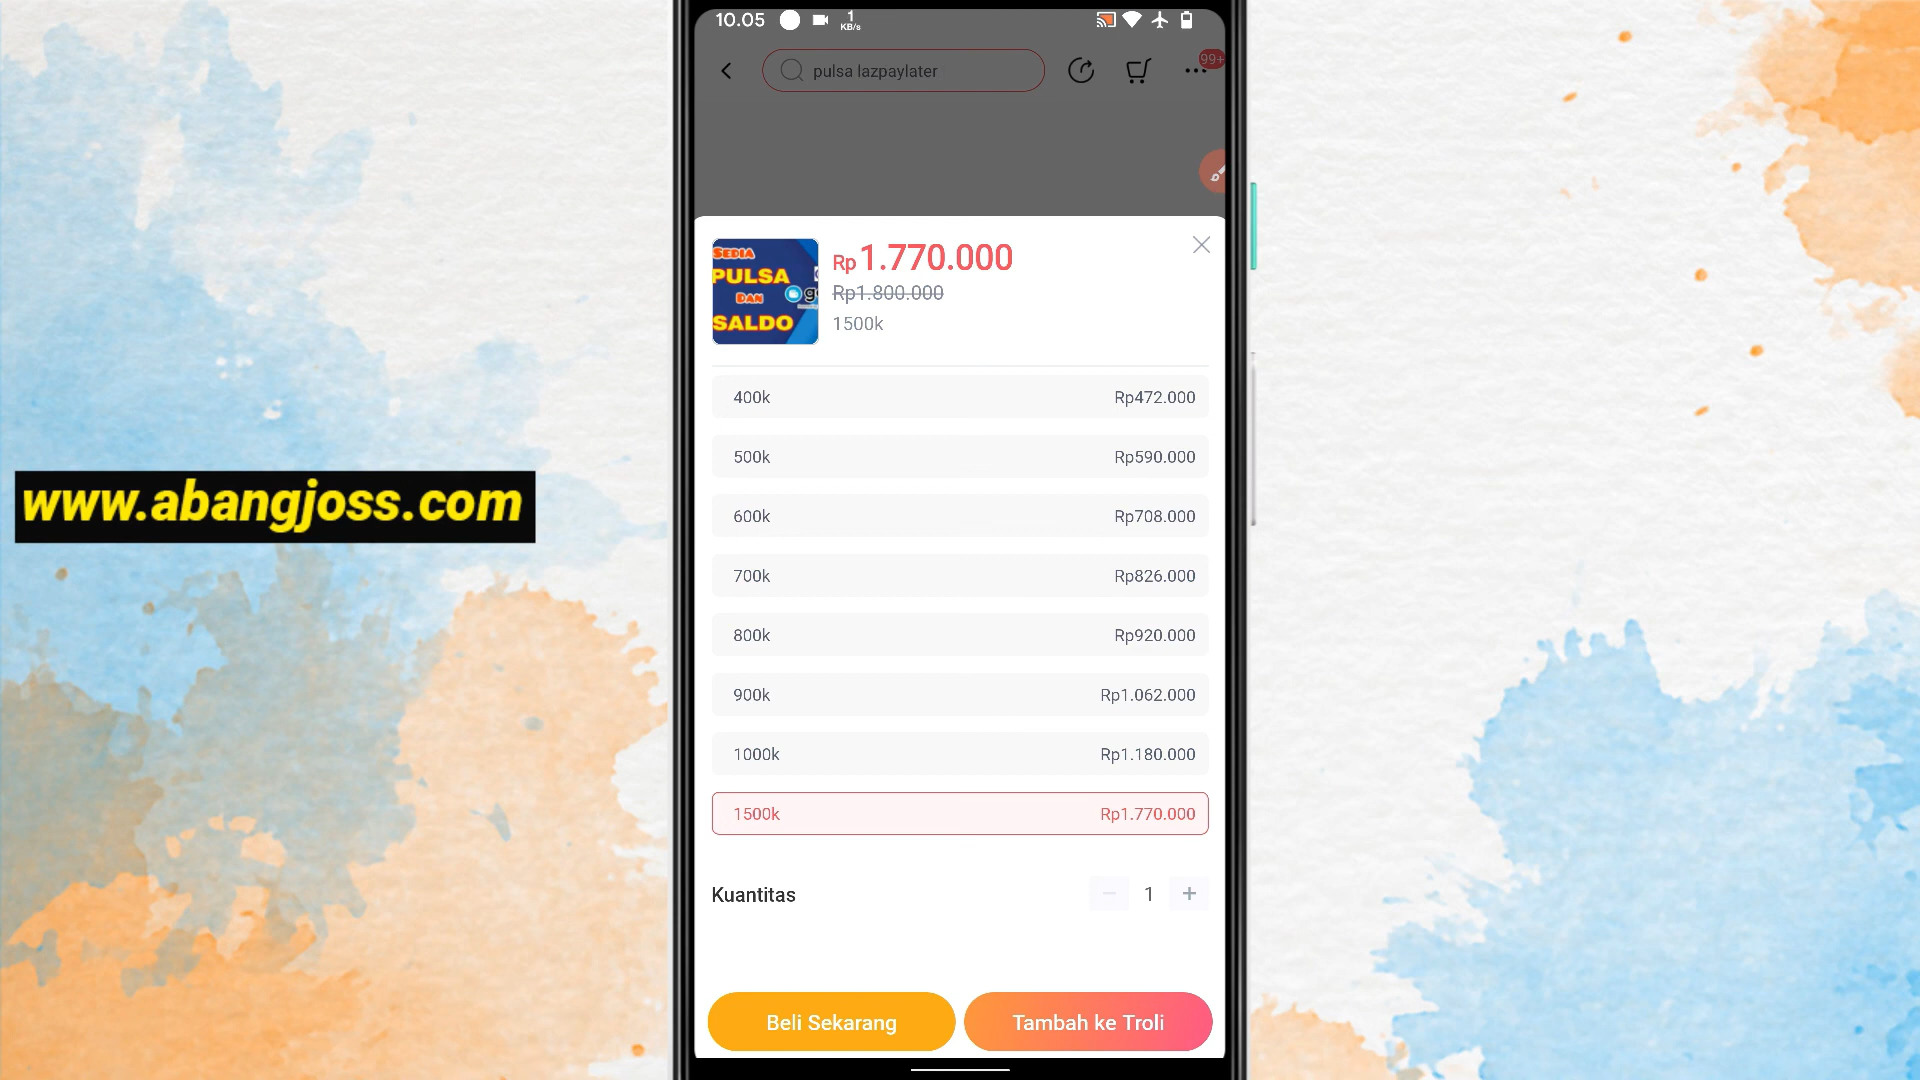 10.05
1
KB/s
pulsa lazpaylater
99+
SEDIA
PULSA
DAN
SALDO
Rp1.770.000
Rp1.800.000
1500k
400k Rp472.000
500k Rp590.000
600k Rp708.000
700k Rp826.000
800k Rp920.000
900k Rp1.062.000
1000k Rp1.180.000
1500k Rp1.770.000
Kuantitas − 1 +
Beli Sekarang Tambah ke Troli
www.abangjoss.com